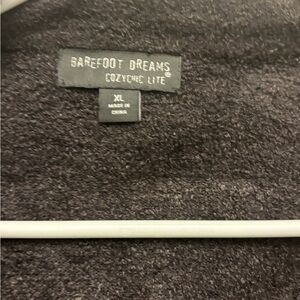 BAREFOOT DREAMS
COZYCHIC LITE®
XL
MADE IN
CHINA